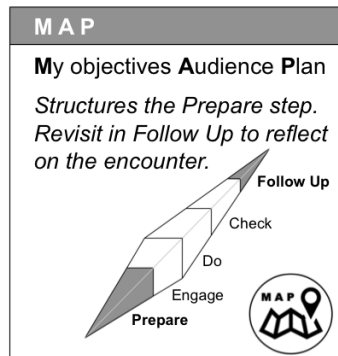 MAP
My objectives Audience Plan
Structures the Prepare step.
Revisit in Follow Up to reflect
on the encounter.
Follow Up
Check
Do
Engage
Prepare
MAP